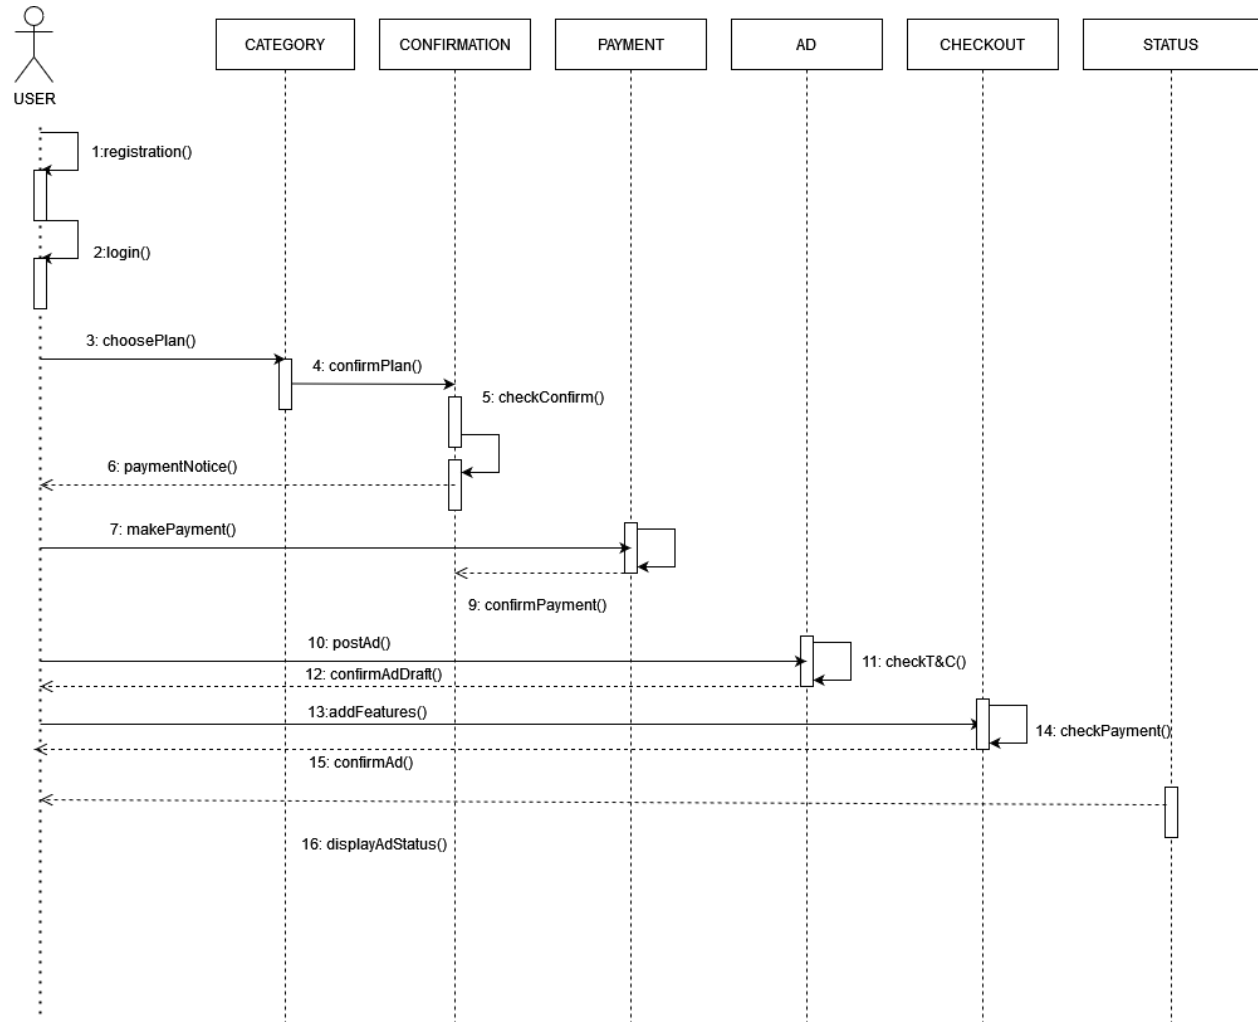 USER
CATEGORY
CONFIRMATION
PAYMENT
AD
CHECKOUT
STATUS
1:registration()
2:login()
3: choosePlan()
4: confirmPlan()
5: checkConfirm()
6: paymentNotice()
7: makePayment()
9: confirmPayment()
10: postAd()
11: checkT&C()
12: confirmAdDraft()
13:addFeatures()
14: checkPayment()
15: confirmAd()
16: displayAdStatus()